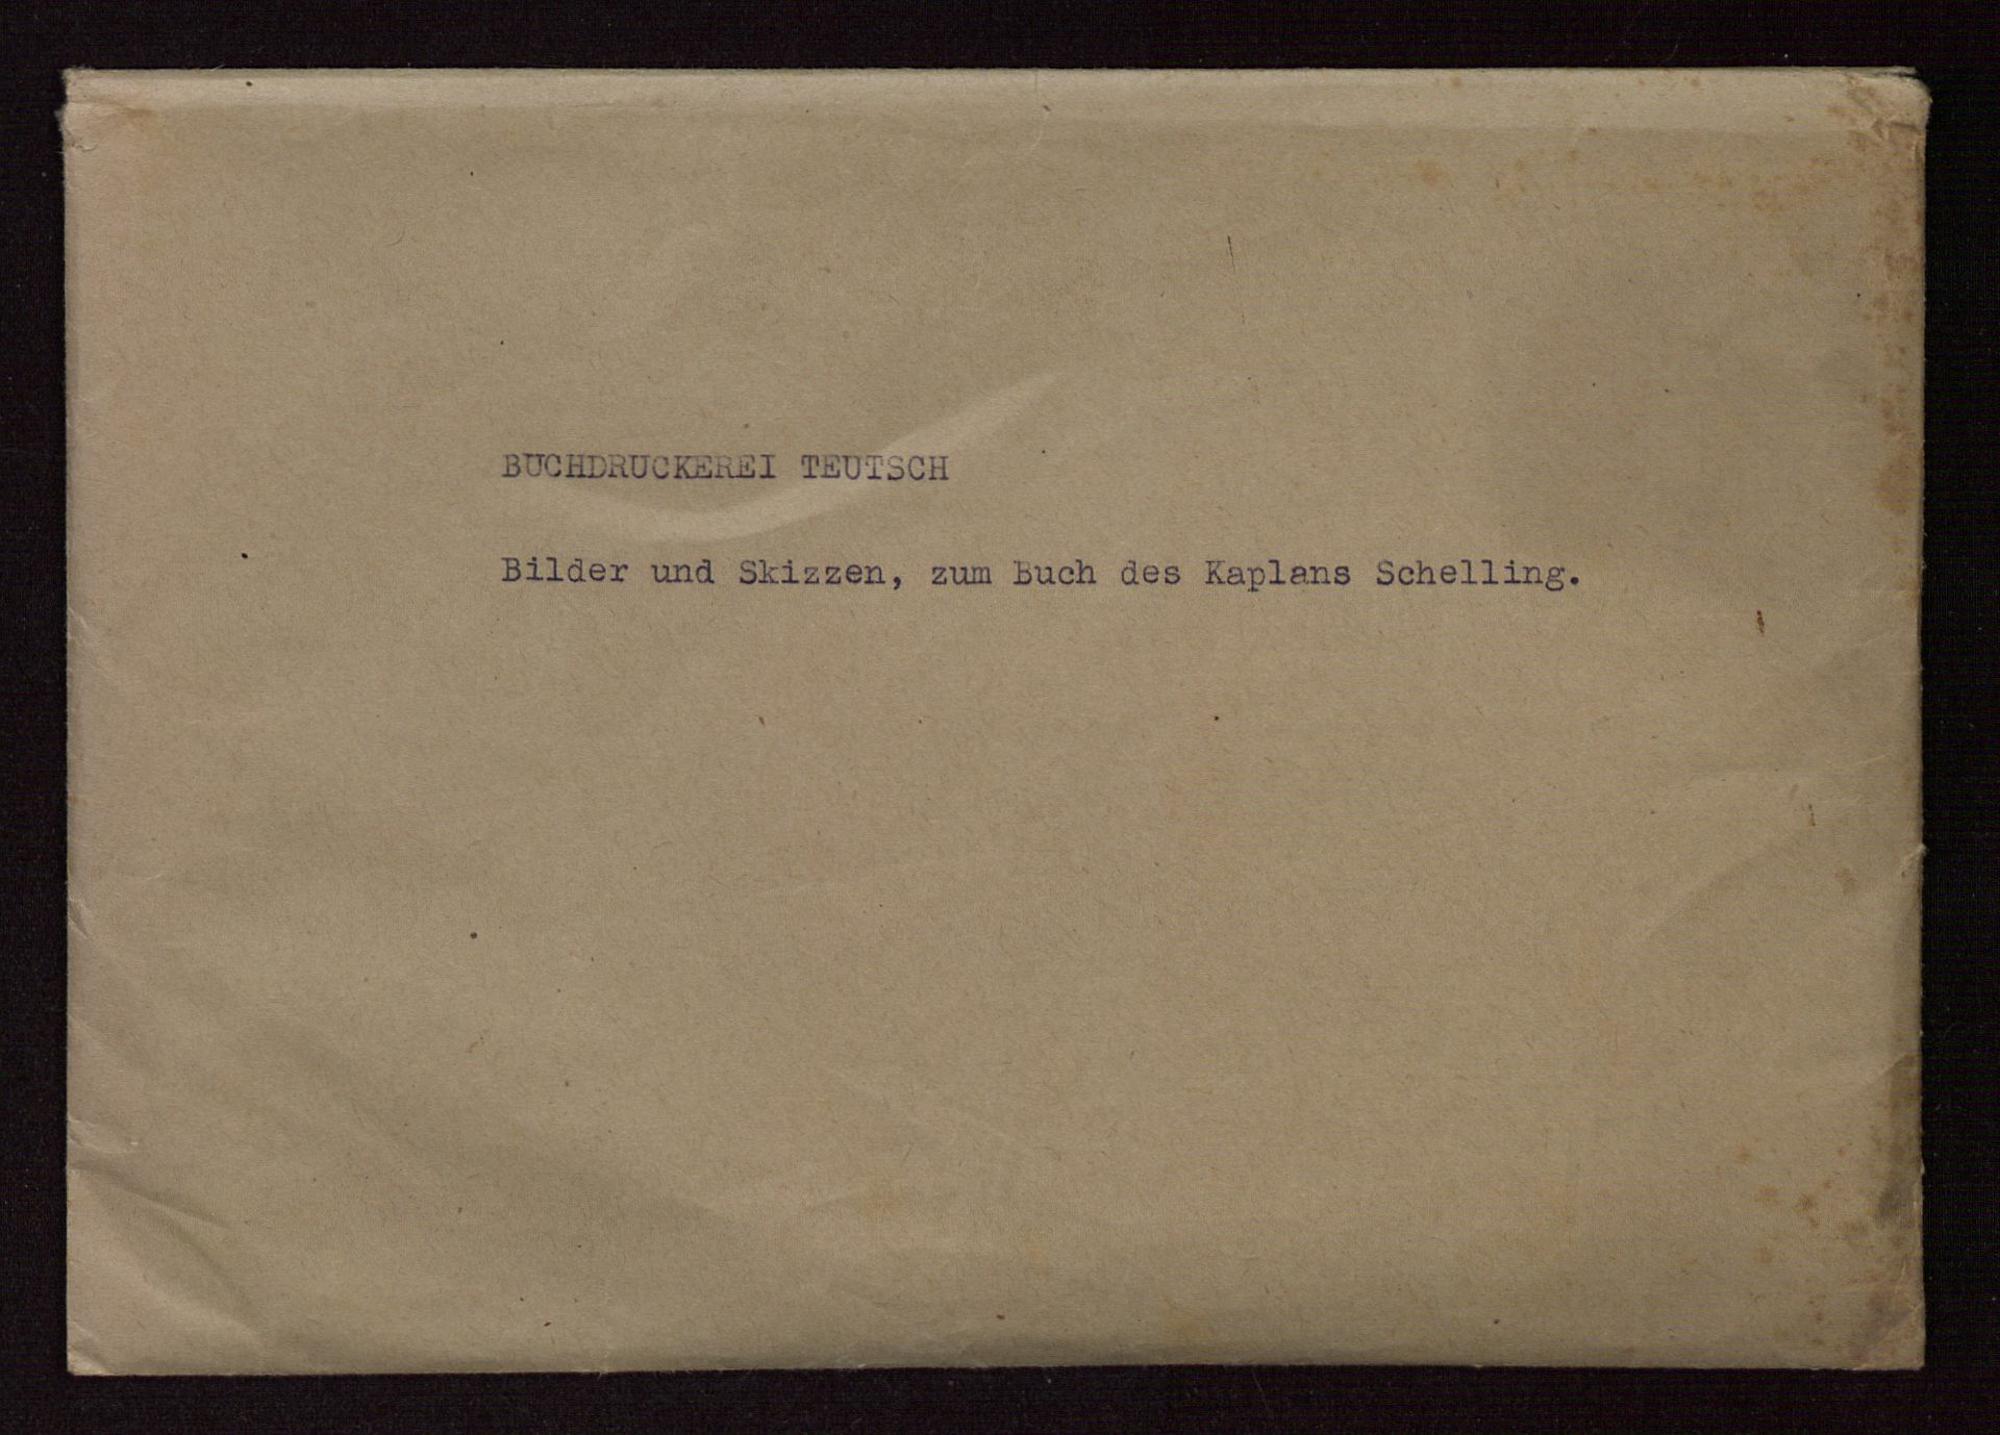 BUCHDRUCKEREI TEUTSCH
Bilder und Skizzen, zum Buch des Kaplans Schelling.